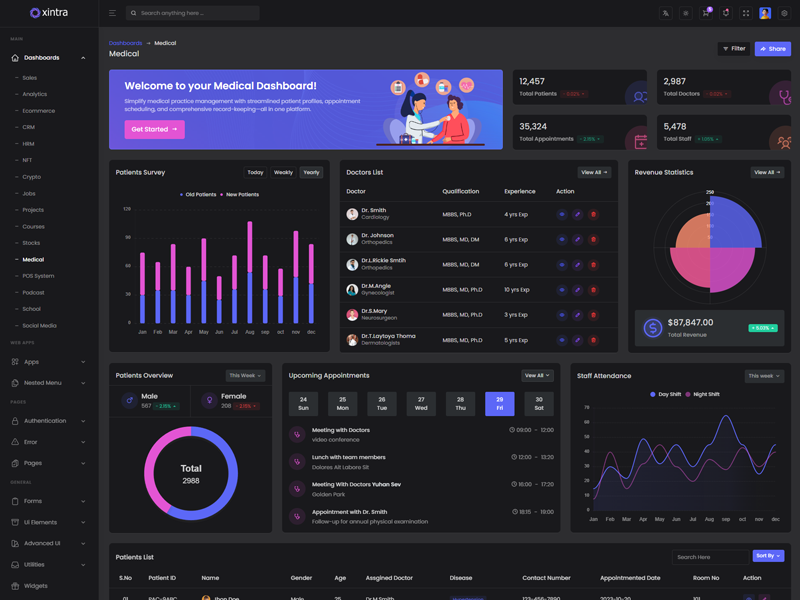 xintra
Search anything here ...
5
MAIN
Dashboards
Sales
Analytics
Ecommerce
CRM
HRM
NFT
Crypto
Jobs
Projects
Courses
Stocks
Medical
POS System
Podcast
School
Social Media
WEB APPS
Apps
Nested Menu
PAGES
Authentication
Error
Pages
GENERAL
Forms
UI Elements
Advanced UI
Utilities
Widgets
Dashboards → Medical
Medical
Filter
Share
Welcome to your Medical Dashboard!
Simplify medical practice management with streamlined patient profiles, appointment
scheduling, and comprehensive record-keeping—all in one platform.
Get Started →
12,457
Total Patients
2,987
Total Doctors
35,324
Total Appointments
5,478
Total Staff
Patients Survey
Today Weekly Yearly
Old Patients New Patients
120
90
60
30
0
Jan Feb Mar Apr May Jun Jul Aug sep oct nov dec
Doctors List
View All →
Doctor Qualification Experience Action
Dr. Smith
Cardiology
MBBS, Ph.D 4 yrs Exp
Dr. Johnson
Orthopedics
MBBS, MD, DM 6 yrs Exp
Dr.L.Rickie Smtih
Orthopedics
MBBS, MD, DM 6 yrs Exp
Dr.M.Angle
Gynecologist
MBBS, MD, Ph.D 10 yrs Exp
Dr.S.Mary
Neurosurgeon
MBBS, MD, Ph.D 3 yrs Exp
Dr.T.Laytoya Thoma
Dermatologists
MBBS, MD, Ph.D 5 yrs Exp
Revenue Statistics
View All →
250
$87,847.00
Total Revenue
Patients Overview
This Week
Male
567
Female
208
Total
2988
Upcoming Appointments
View All
24 25 26 27 28 29 30
Sun Mon Tue Wed Thu Fri Sat
Meeting with Doctors
video conference
09:00 - 12:00
Lunch with team members
Dolores Ait Labore Sit
12:00 - 13:20
Meeting With Doctors Yuhan Sev
Golden Park
16:00 - 17:20
Appointment with Dr. Smith
Follow-up for annual physical examination
18:15 - 19:00
Staff Attendance
This week
Day Shift Night Shift
70
60
50
40
30
20
10
0
Jan Feb Mar Apr May Jun Jul Aug sep oct nov dec
Patients List
Search Here
Sort By
S.No Patient ID Name Gender Age Assgined Doctor Disease Contact Number Appointmented Date Room No Action